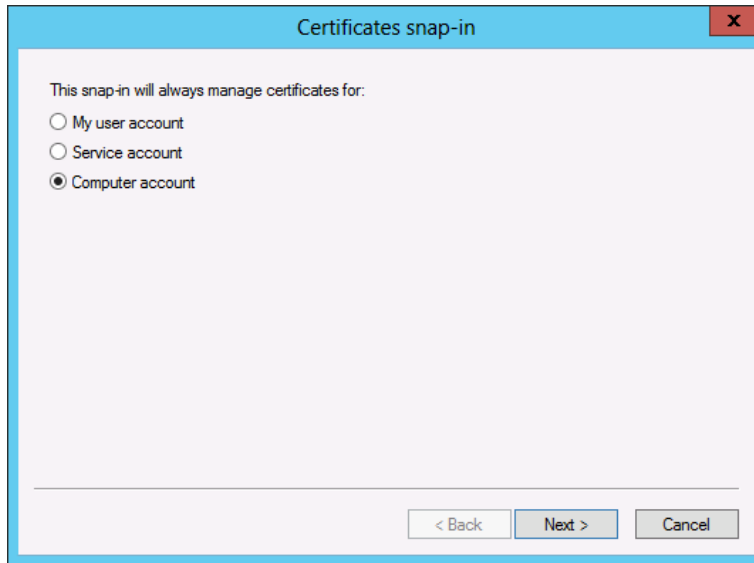 Certificates snap-in
x
This snap-in will always manage certificates for:
My user account
Service account
Computer account
< Back Next > Cancel